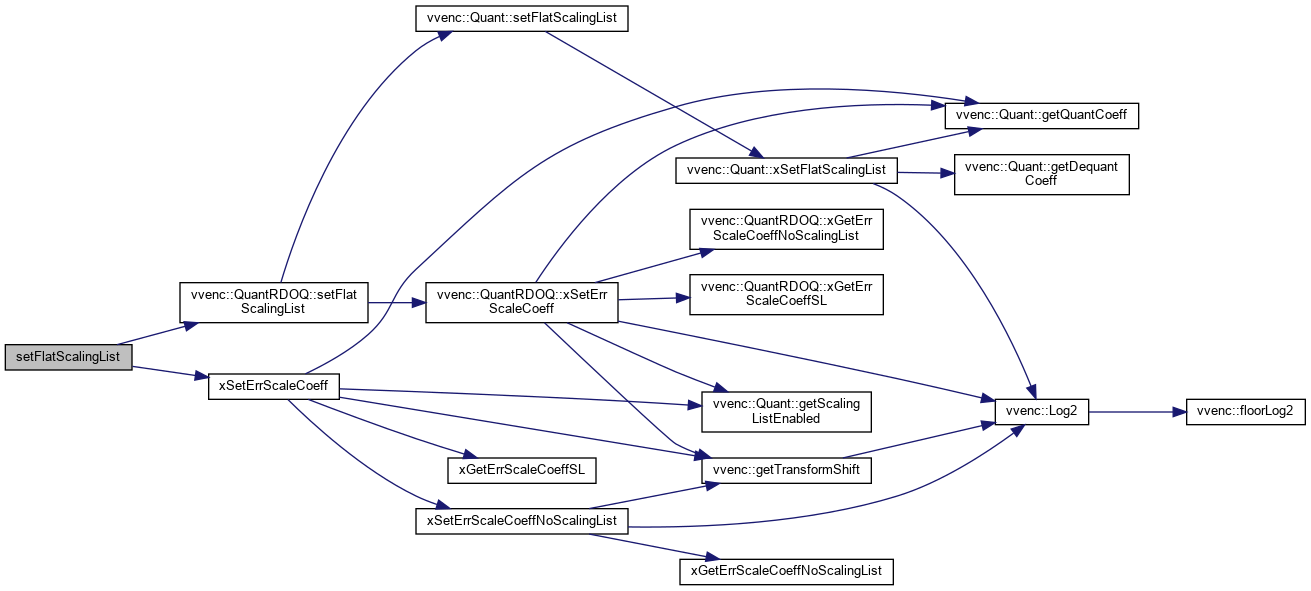 vvenc::Quant::setFlatScalingList
vvenc::Quant::getQuantCoeff
vvenc::Quant::xSetFlatScalingList
vvenc::Quant::getDequant
Coeff
vvenc::QuantRDOQ::xGetErr
ScaleCoeffNoScalingList
vvenc::QuantRDOQ::setFlat
ScalingList
vvenc::QuantRDOQ::xSetErr
ScaleCoeff
vvenc::QuantRDOQ::xGetErr
ScaleCoeffSL
setFlatScalingList
xSetErrScaleCoeff
vvenc::Quant::getScaling
ListEnabled
vvenc::Log2
vvenc::floorLog2
xGetErrScaleCoeffSL
vvenc::getTransformShift
xSetErrScaleCoeffNoScalingList
xGetErrScaleCoeffNoScalingList